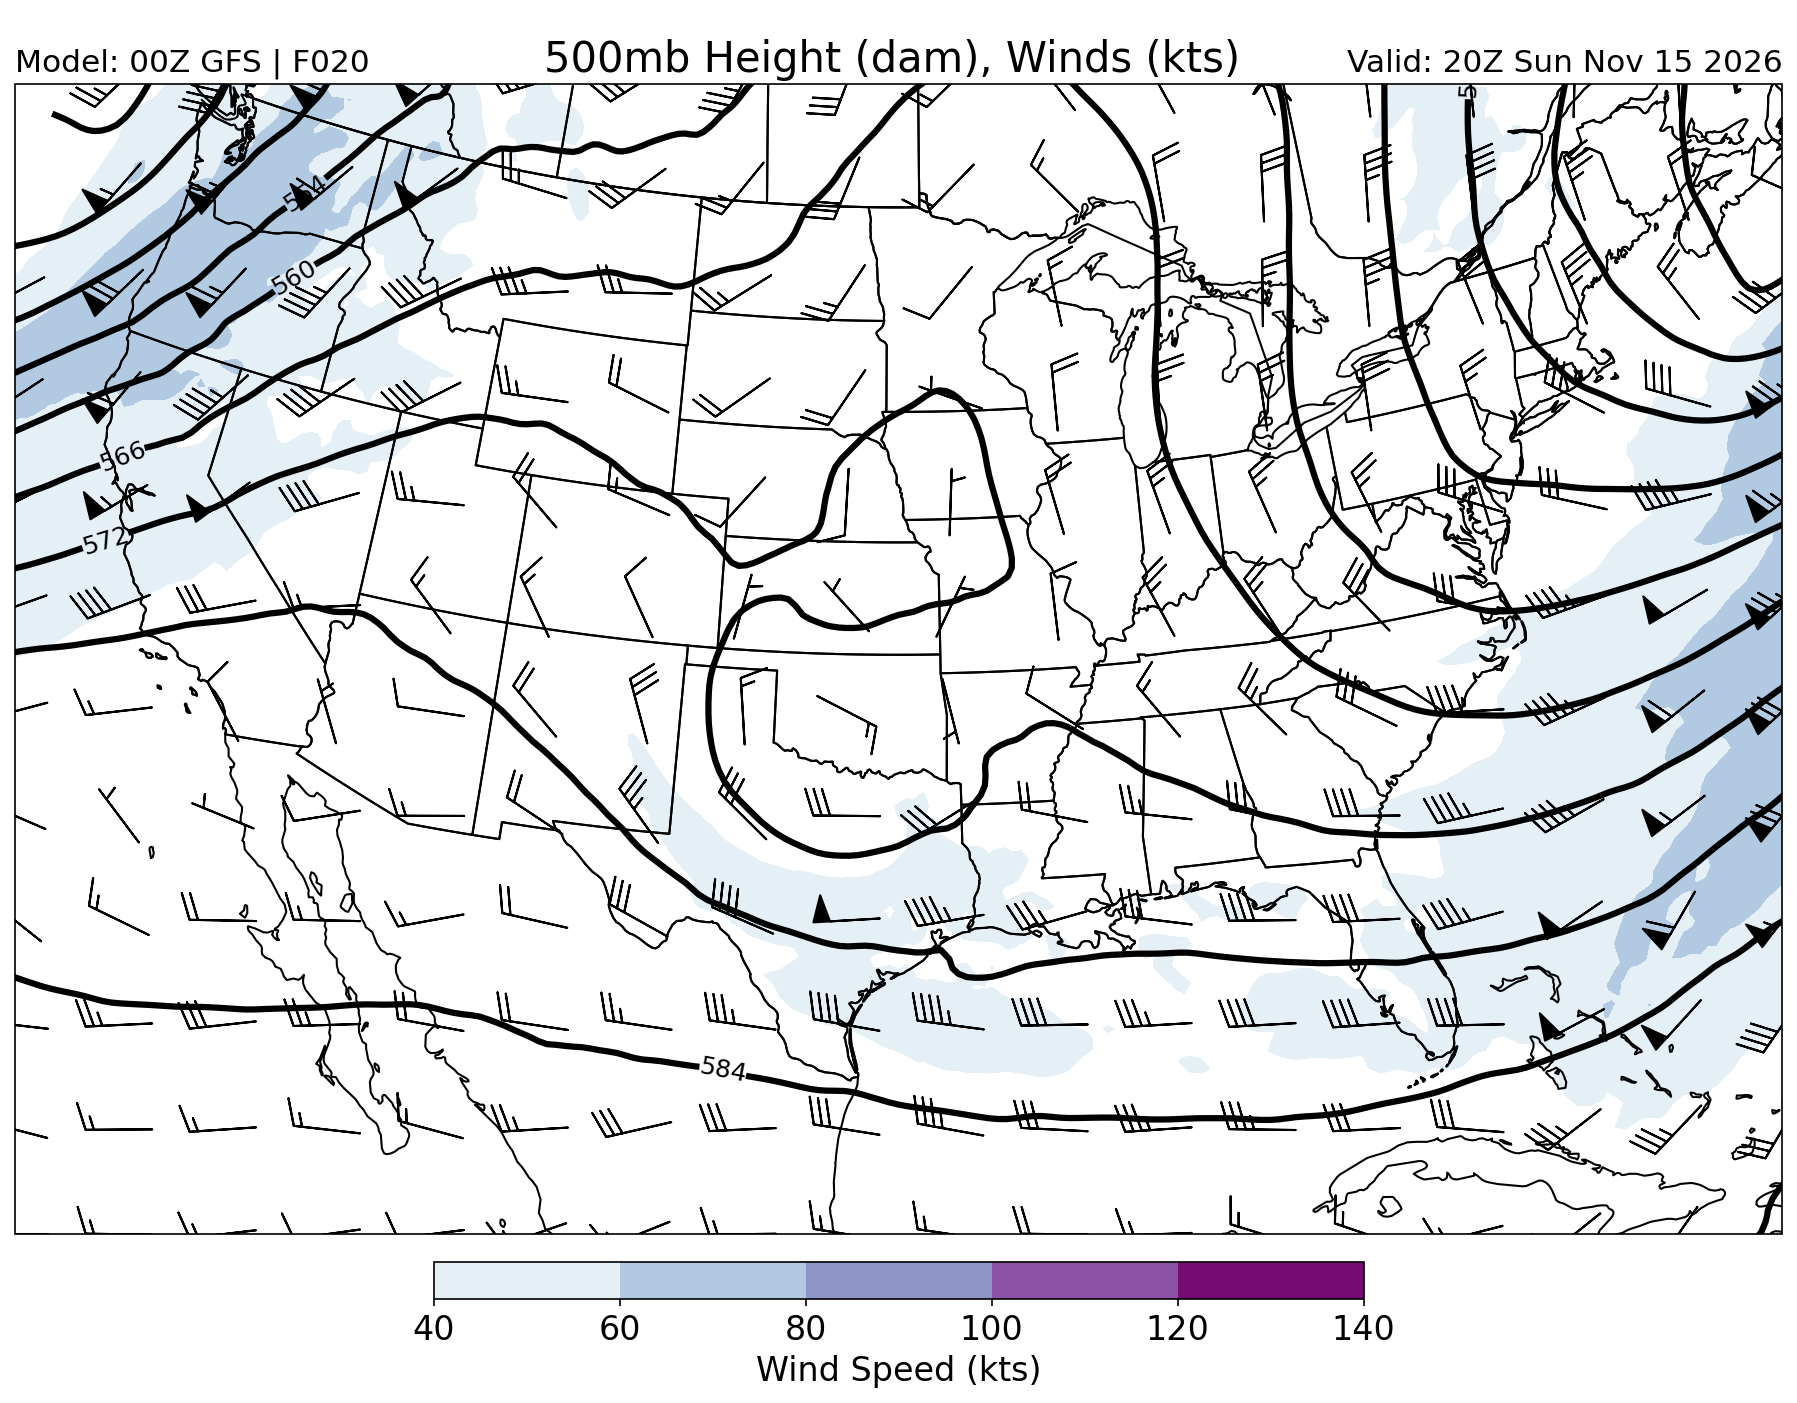 Model: 00Z GFS | F020
500mb Height (dam), Winds (kts)
Valid: 20Z Sun Nov 15 2026
554
560
566
572
584
40 60 80 100 120 140
Wind Speed (kts)